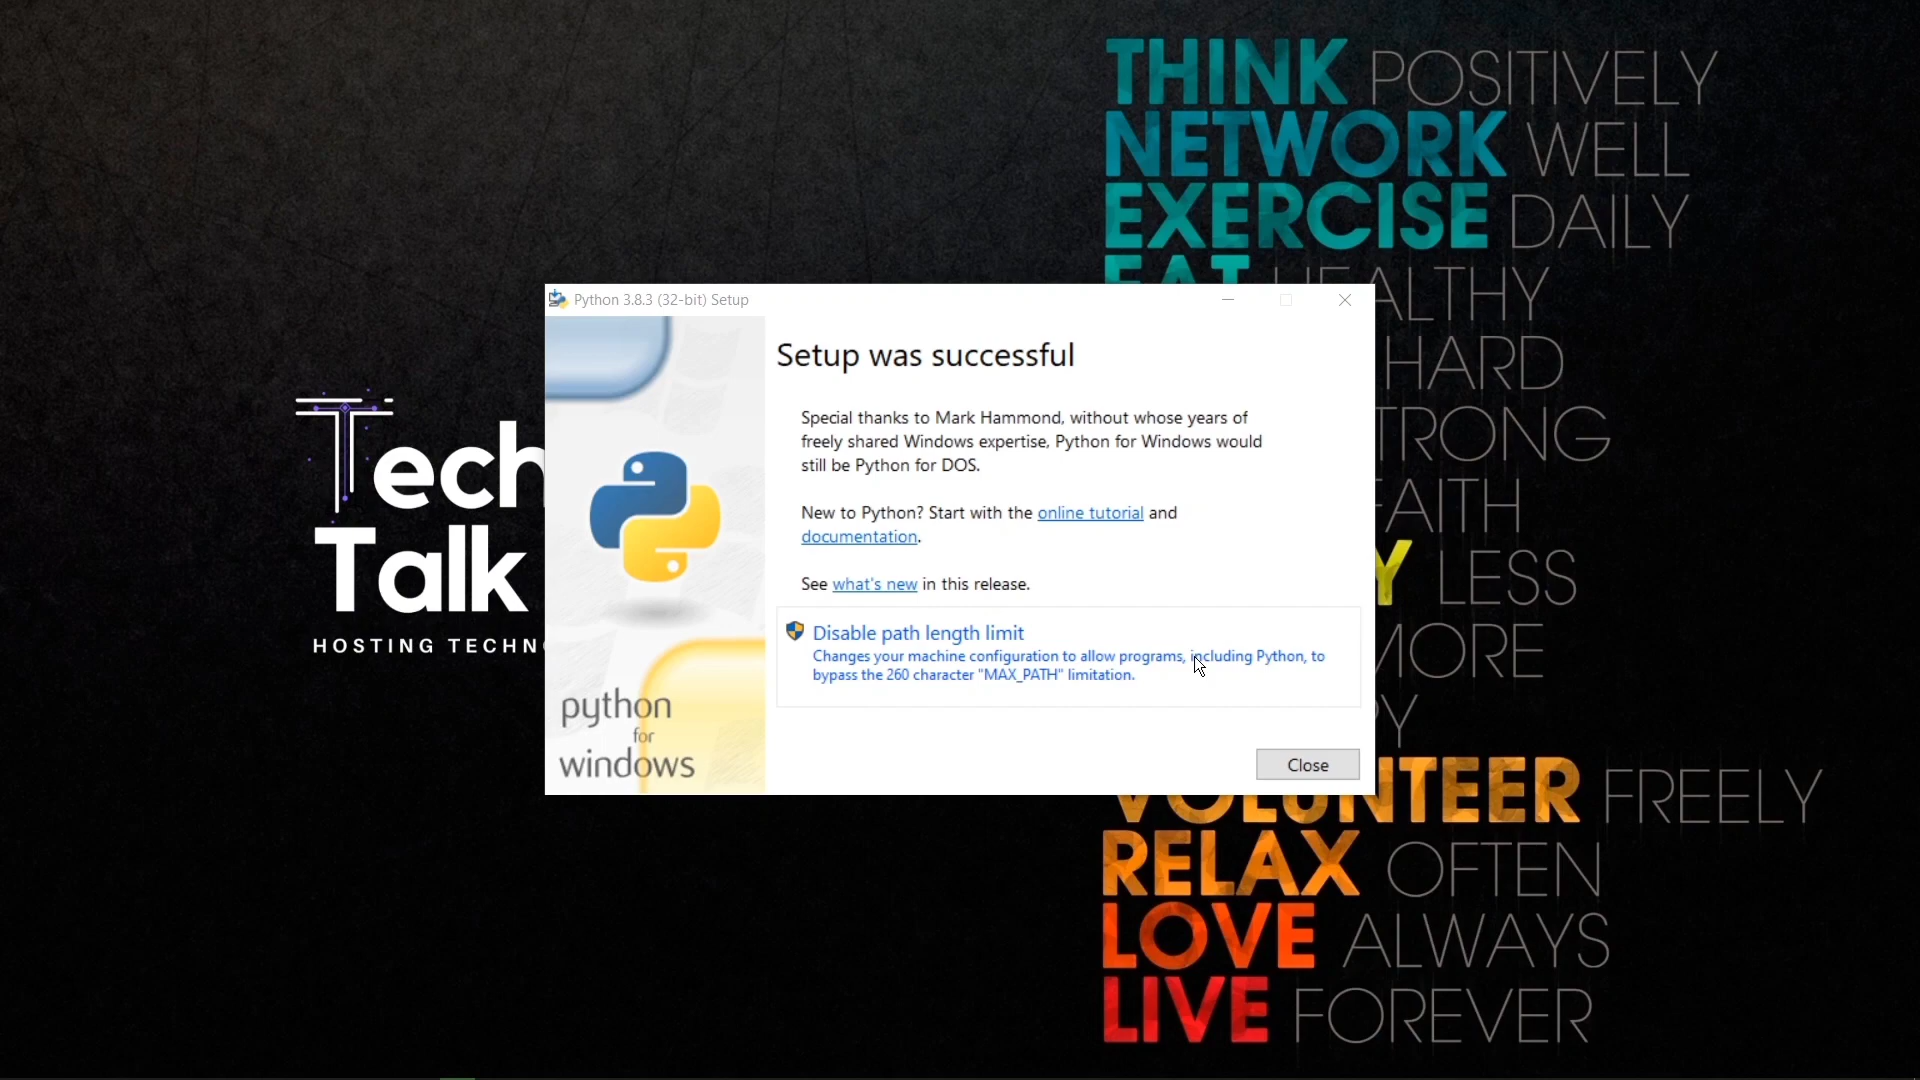 THINK POSITIVELY
NETWORK WELL
EXERCISE DAILY
EAT HEALTHY
Python 3.8.3 (32-bit) Setup
Setup was successful
HARD
Special thanks to Mark Hammond, without whose years of
freely shared Windows expertise, Python for Windows would
still be Python for DOS.
Tech
New to Python? Start with the online tutorial and
documentation.
See what's new in this release.
LESS
Talk
Disable path length limit
Changes your machine configuration to allow programs, including Python, to
bypass the 260 character "MAX_PATH" limitation.
MORE
python
for
windows
Close
VOLUNTEER FREELY
RELAX OFTEN
LOVE ALWAYS
LIVE FOREVER
HOSTING